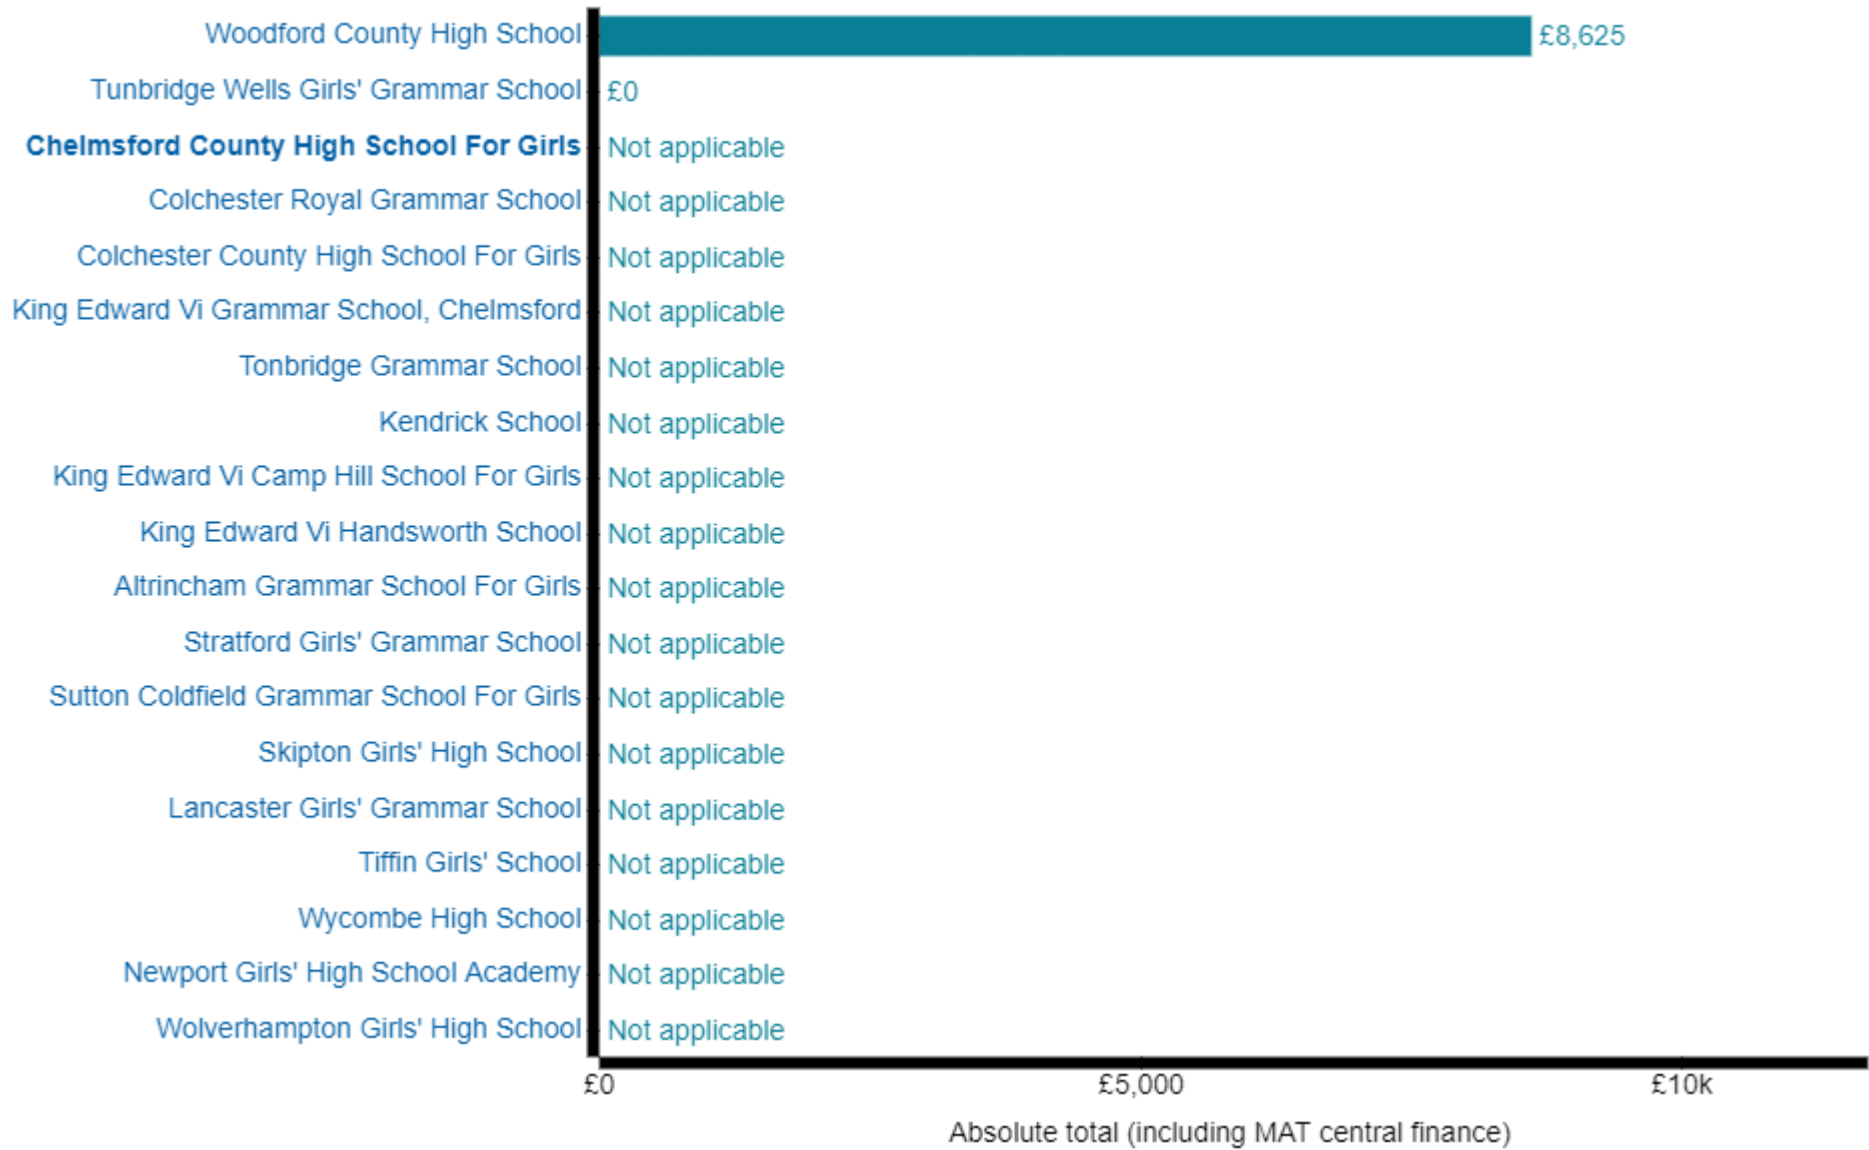 Woodford County High School £8,625
Tunbridge Wells Girls' Grammar School £0
Chelmsford County High School For Girls Not applicable
Colchester Royal Grammar School Not applicable
Colchester County High School For Girls Not applicable
King Edward Vi Grammar School, Chelmsford Not applicable
Tonbridge Grammar School Not applicable
Kendrick School Not applicable
King Edward Vi Camp Hill School For Girls Not applicable
King Edward Vi Handsworth School Not applicable
Altrincham Grammar School For Girls Not applicable
Stratford Girls' Grammar School Not applicable
Sutton Coldfield Grammar School For Girls Not applicable
Skipton Girls' High School Not applicable
Lancaster Girls' Grammar School Not applicable
Tiffin Girls' School Not applicable
Wycombe High School Not applicable
Newport Girls' High School Academy Not applicable
Wolverhampton Girls' High School Not applicable
£0 £5,000 £10k
Absolute total (including MAT central finance)